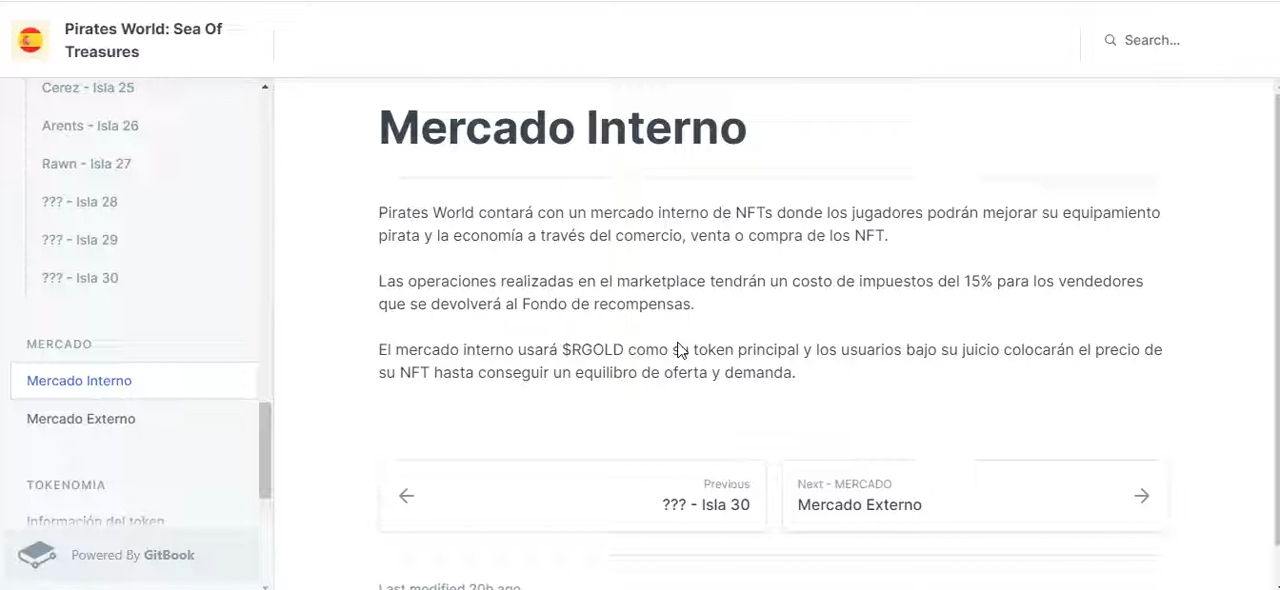 Pirates World: Sea Of
Treasures
Search...
Cerez - Isla 25
Arents - Isla 26
Rawn - Isla 27
??? - Isla 28
??? - Isla 29
??? - Isla 30
MERCADO
Mercado Interno
Mercado Externo
TOKENOMIA
Información del token
Powered By GitBook
Mercado Interno
Pirates World contará con un mercado interno de NFTs donde los jugadores podrán mejorar su equipamiento
pirata y la economía a través del comercio, venta o compra de los NFT.
Las operaciones realizadas en el marketplace tendrán un costo de impuestos del 15% para los vendedores
que se devolverá al Fondo de recompensas.
El mercado interno usará $RGOLD como su token principal y los usuarios bajo su juicio colocarán el precio de
su NFT hasta conseguir un equilibro de oferta y demanda.
Previous
??? - Isla 30
Next - MERCADO
Mercado Externo
Last modified 20h ago